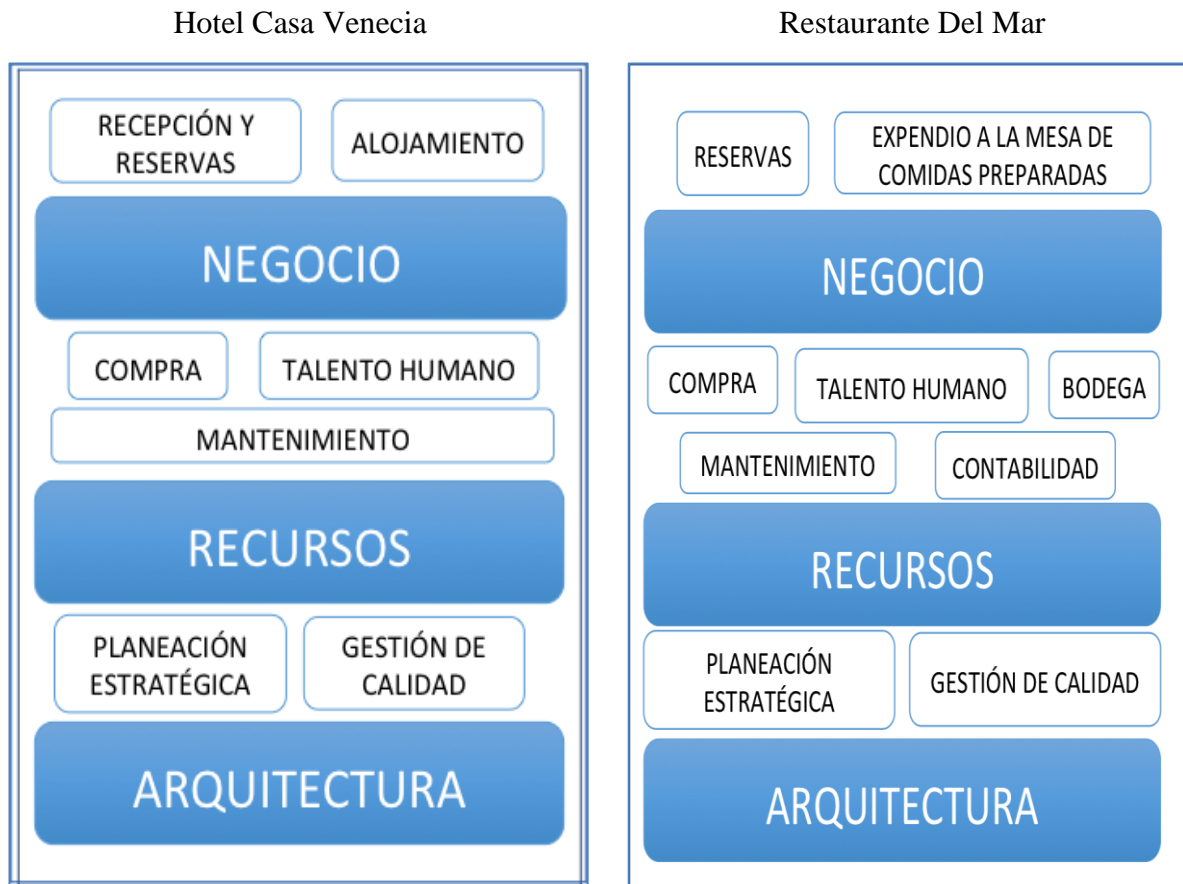 Hotel Casa Venecia
RECEPCIÓN Y
RESERVAS
ALOJAMIENTO
NEGOCIO
COMPRA
TALENTO HUMANO
MANTENIMIENTO
RECURSOS
PLANEACIÓN
ESTRATÉGICA
GESTIÓN DE
CALIDAD
ARQUITECTURA
Restaurante Del Mar
RESERVAS
EXPENDIO A LA MESA DE
COMIDAS PREPARADAS
NEGOCIO
COMPRA
TALENTO HUMANO
BODEGA
MANTENIMIENTO
CONTABILIDAD
RECURSOS
PLANEACIÓN
ESTRATÉGICA
GESTIÓN DE CALIDAD
ARQUITECTURA